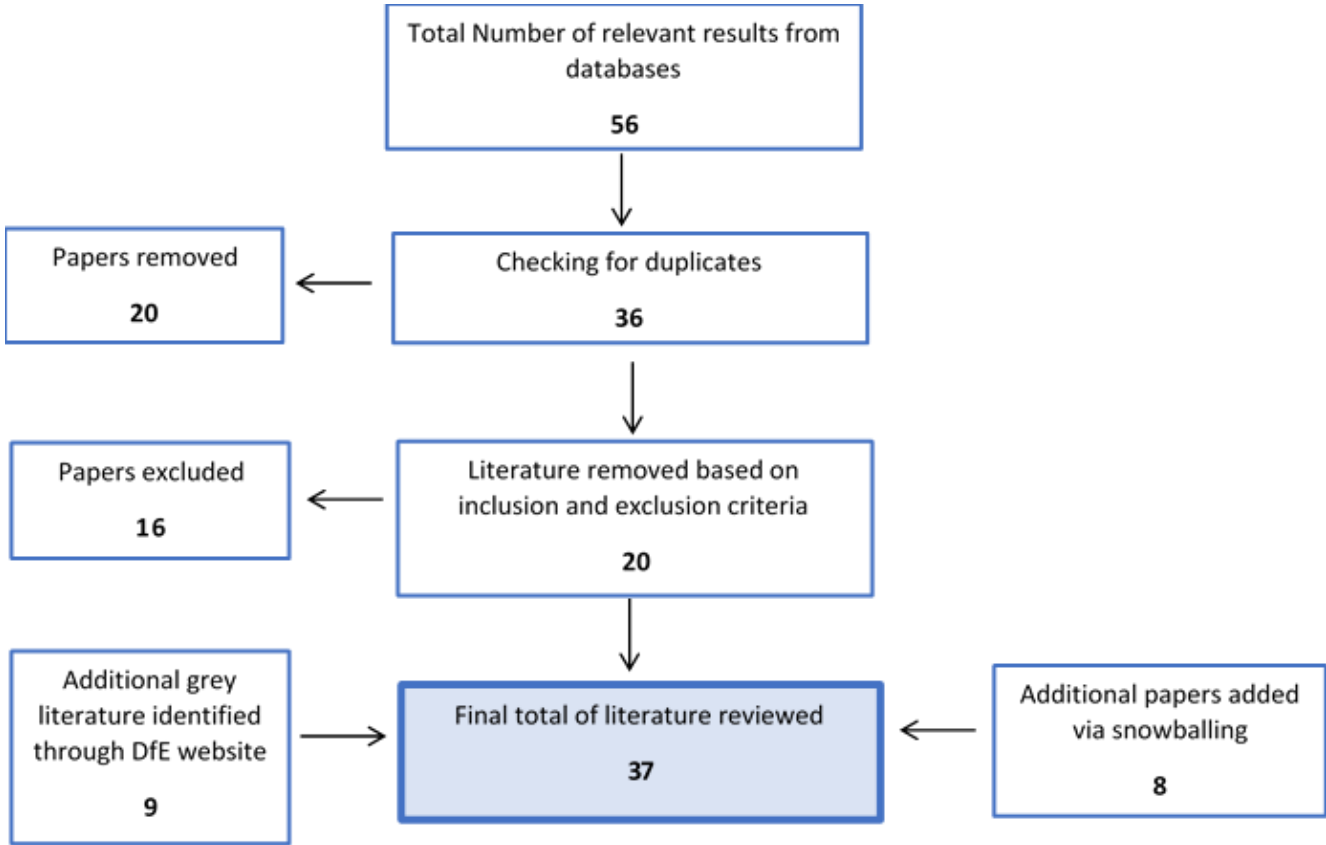 Total Number of relevant results from
databases
56
Papers removed
20
Checking for duplicates
36
Papers excluded
16
Literature removed based on
inclusion and exclusion criteria
20
Additional grey
literature identified
through DfE website
9
Final total of literature reviewed
37
Additional papers added
via snowballing
8